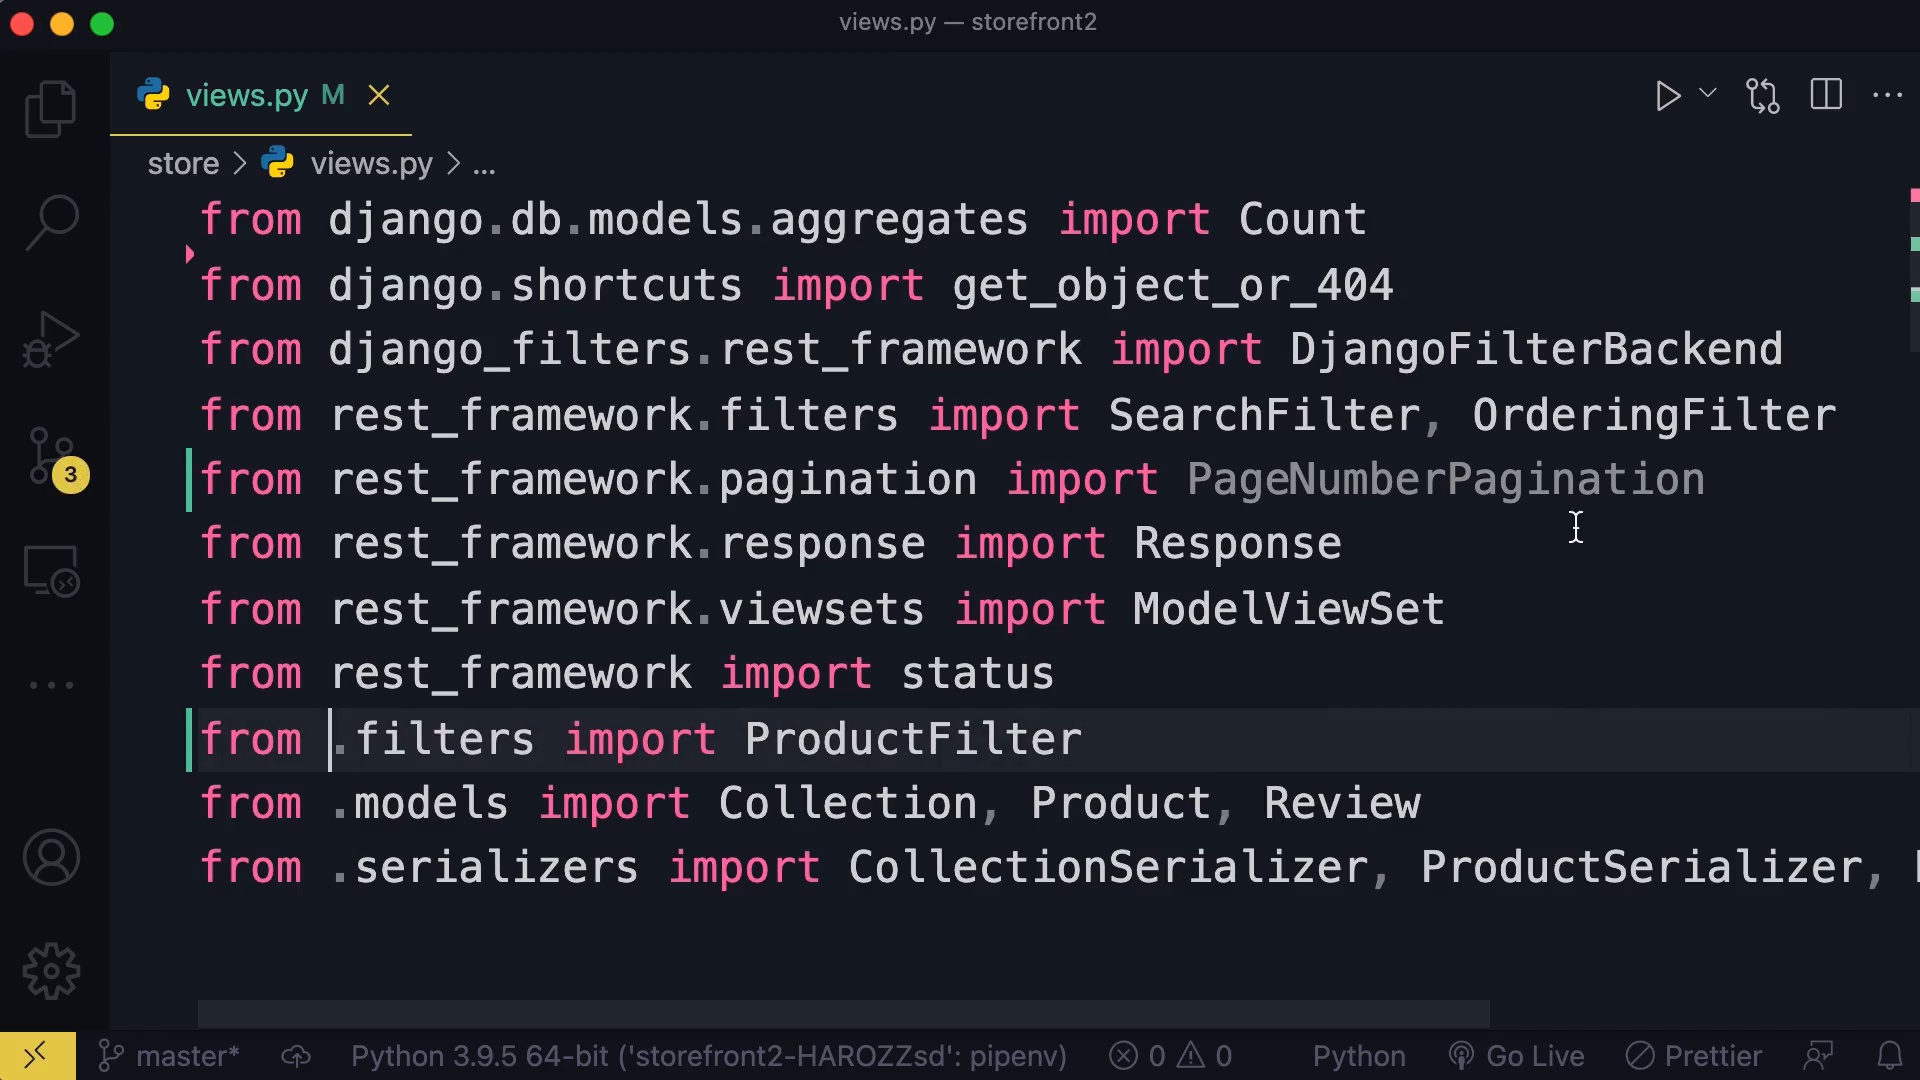 views.py — storefront2
views.py M
store > views.py > ...
from django.db.models.aggregates import Count
from django.shortcuts import get_object_or_404
from django_filters.rest_framework import DjangoFilterBackend
from rest_framework.filters import SearchFilter, OrderingFilter
from rest_framework.pagination import PageNumberPagination
from rest_framework.response import Response
from rest_framework.viewsets import ModelViewSet
from rest_framework import status
from .filters import ProductFilter
from .models import Collection, Product, Review
from .serializers import CollectionSerializer, ProductSerializer,
3
master* Python 3.9.5 64-bit ('storefront2-HAROZZsd': pipenv) 0 0 Python Go Live Prettier